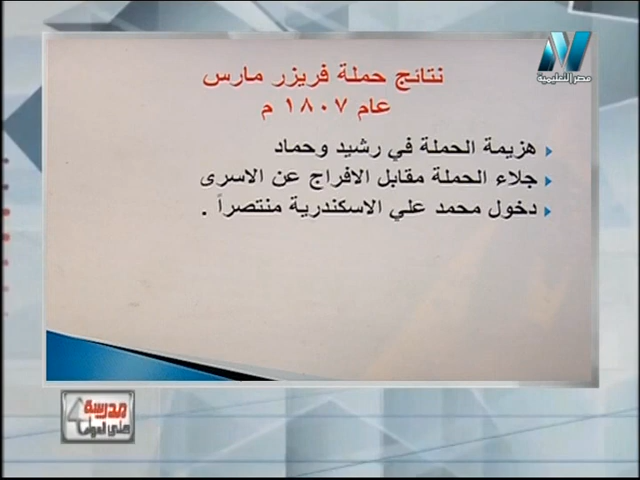 مصر التعليمية
نتائج حملة فريزر مارس
عام ١٨٠٧ م
هزيمة الحملة في رشيد وحماد
جلاء الحملة مقابل الافراج عن الاسرى
دخول محمد علي الاسكندرية منتصراً .
مدرسة
على الهواء